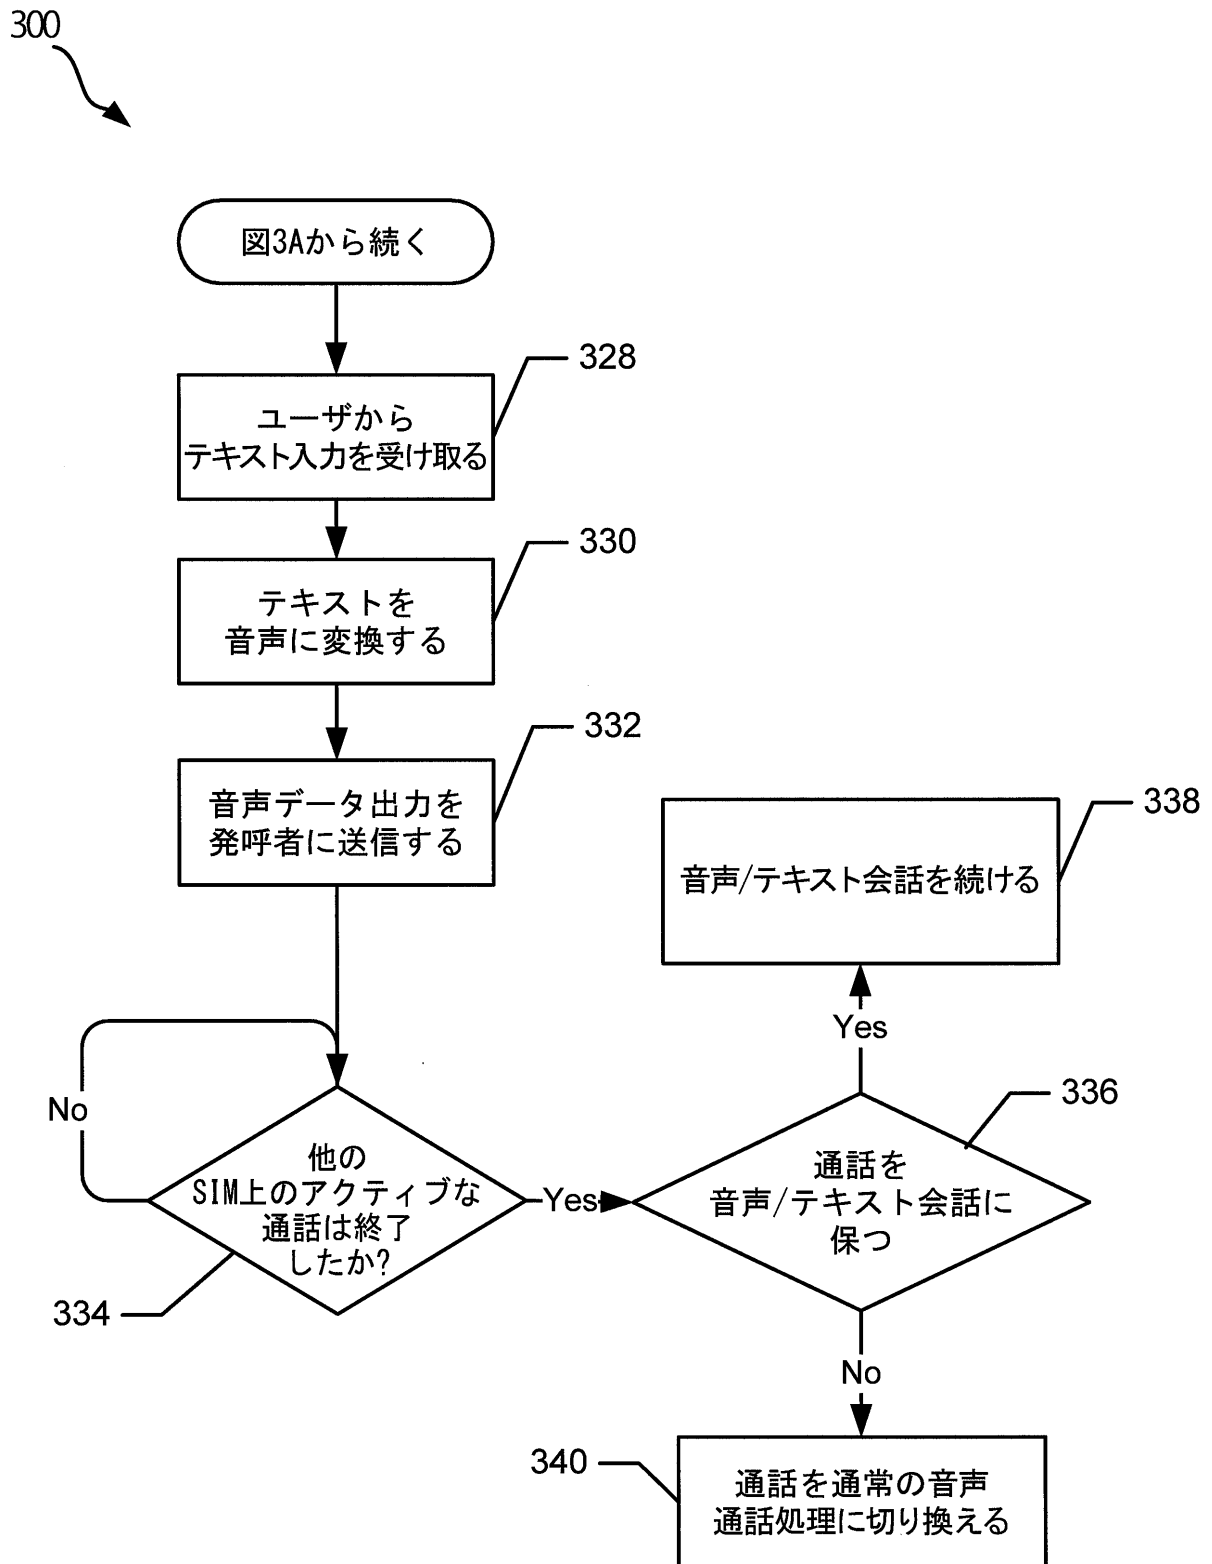 300
図3Aから続く
328
ユーザから
テキスト入力を受け取る
330
テキストを
音声に変換する
332
音声データ出力を
発呼者に送信する
338
音声/テキスト会話を続ける
Yes
No
336
他の
SIM上のアクティブな
通話は終了
したか?
Yes
通話を
音声/テキスト会話に
保つ
334
No
340
通話を通常の音声
通話処理に切り換える